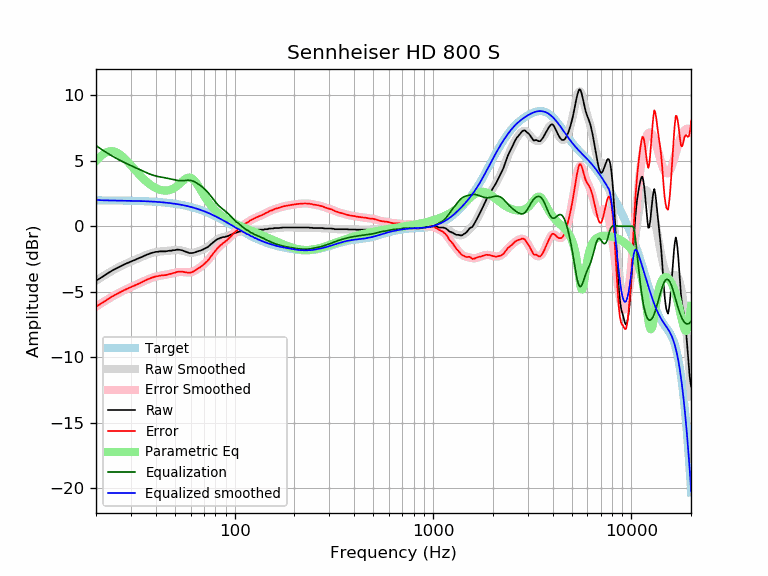 Sennheiser HD 800 S
10
5
0
−5
−10
−15
−20
Amplitude (dBr)
Target
Raw Smoothed
Error Smoothed
Raw
Error
Parametric Eq
Equalization
Equalized smoothed
100
1000
10000
Frequency (Hz)